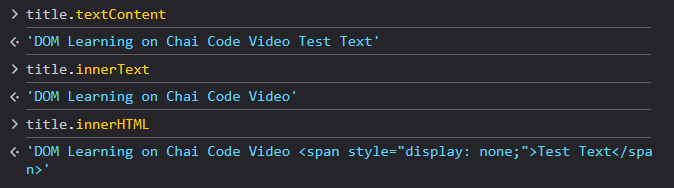 > title.textContent
'DOM Learning on Chai Code Video Test Text'
> title.innerText
'DOM Learning on Chai Code Video'
> title.innerHTML
'DOM Learning on Chai Code Video <span style="display: none;">Test Text</spa
n>'